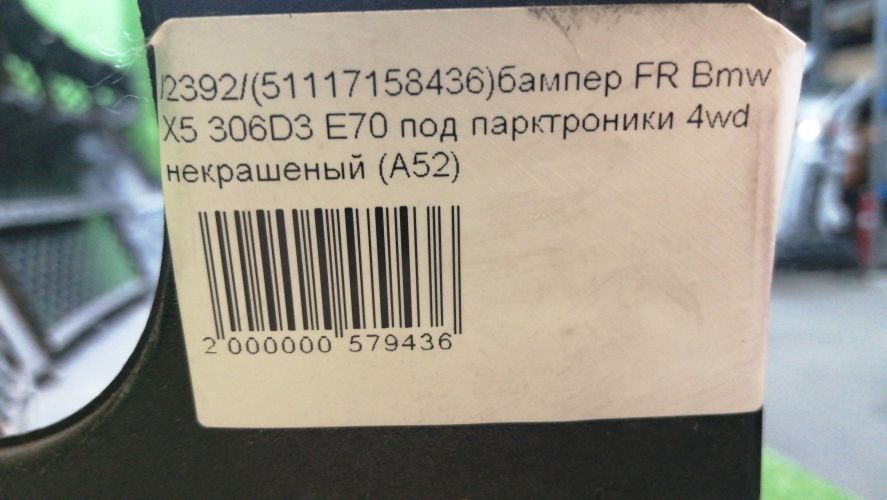 /2392/(51117158436)бампер FR Bmw
X5 306D3 E70 под парктроники 4wd
некрашеный (A52)
2 000000 579436